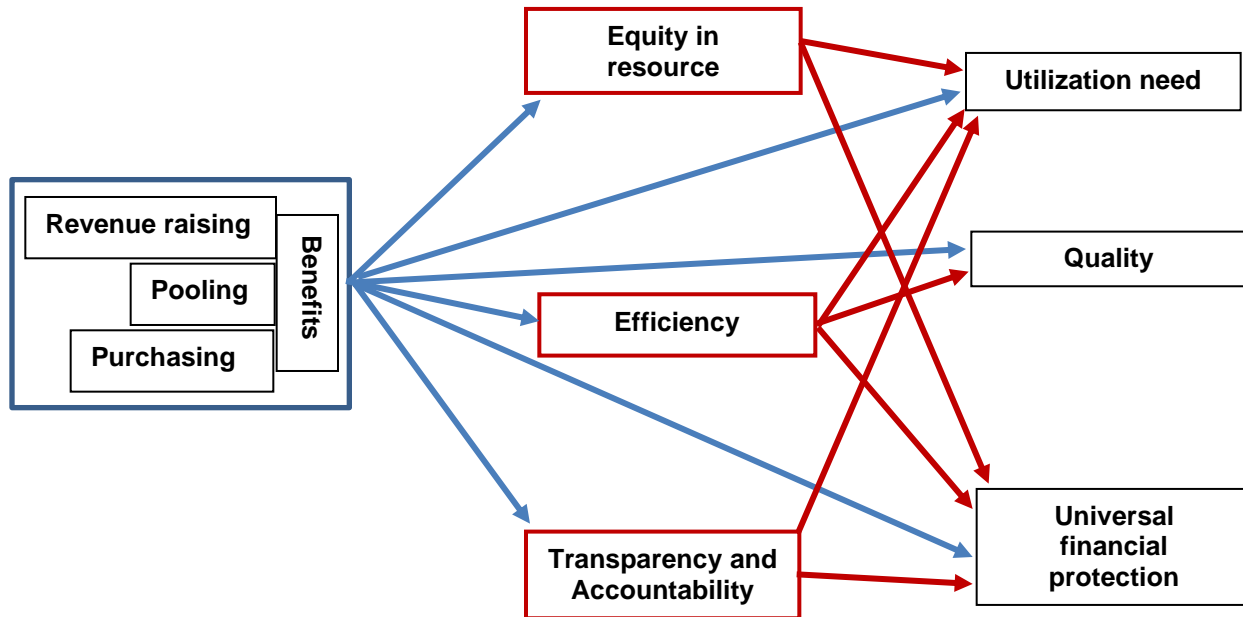 Revenue raising
Pooling
Purchasing
Benefits
Equity in
resource
Efficiency
Transparency and
Accountability
Utilization need
Quality
Universal
financial
protection